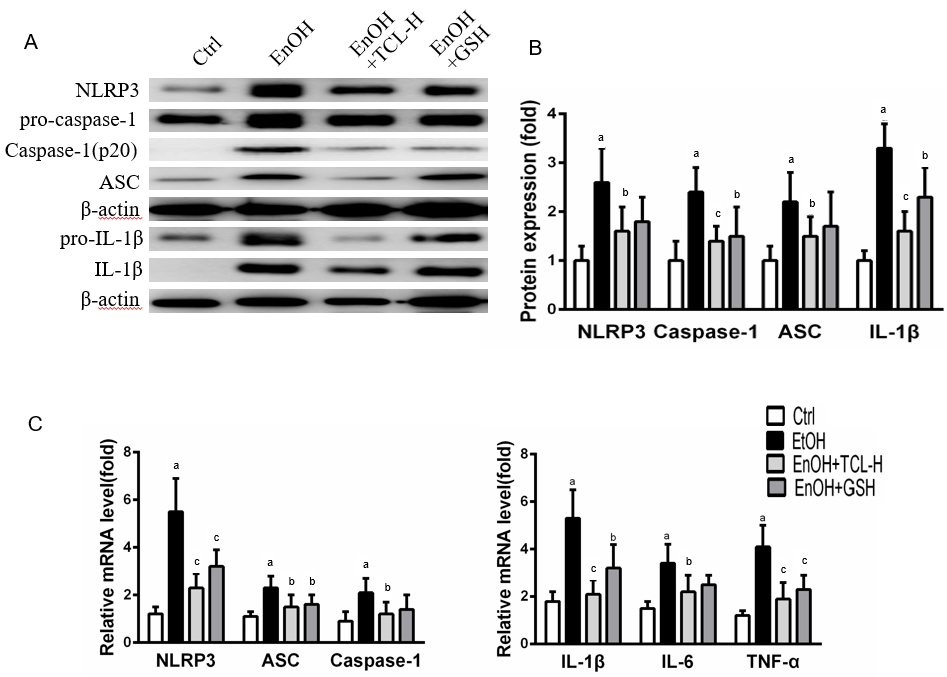 A
Ctrl
EnOH
EnOH
+TCL-H
EnOH
+GSH
NLRP3
pro-caspase-1
Caspase-1(p20)
ASC
β-actin
pro-IL-1β
IL-1β
β-actin
B
Protein expression (fold)
4
3
2
1
0
a
b
a
c
b
a
b
a
c
b
NLRP3 Caspase-1 ASC IL-1β
C
Relative mRNA level(fold)
8
6
4
2
0
a
c
c
a
b
b
a
b
NLRP3 ASC Caspase-1
Relative mRNA level(fold)
8
6
4
2
0
a
c
b
a
b
a
c
c
IL-1β IL-6 TNF-α
Ctrl
EtOH
EnOH+TCL-H
EnOH+GSH